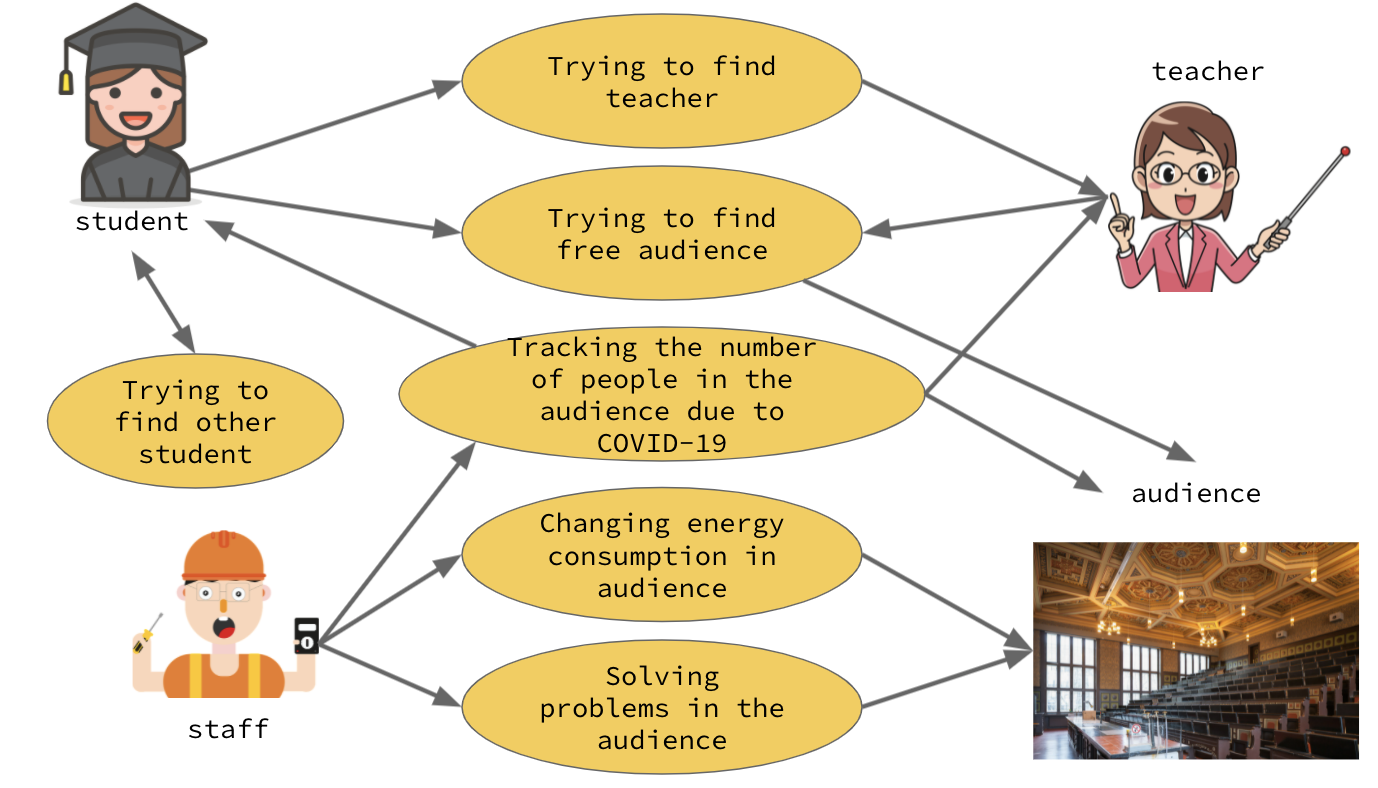 Trying to find
teacher
teacher
student
Trying to find
free audience
Tracking the number
of people in the
audience due to
COVID-19
Trying to
find other
student
audience
Changing energy
consumption in
audience
Solving
problems in the
audience
staff